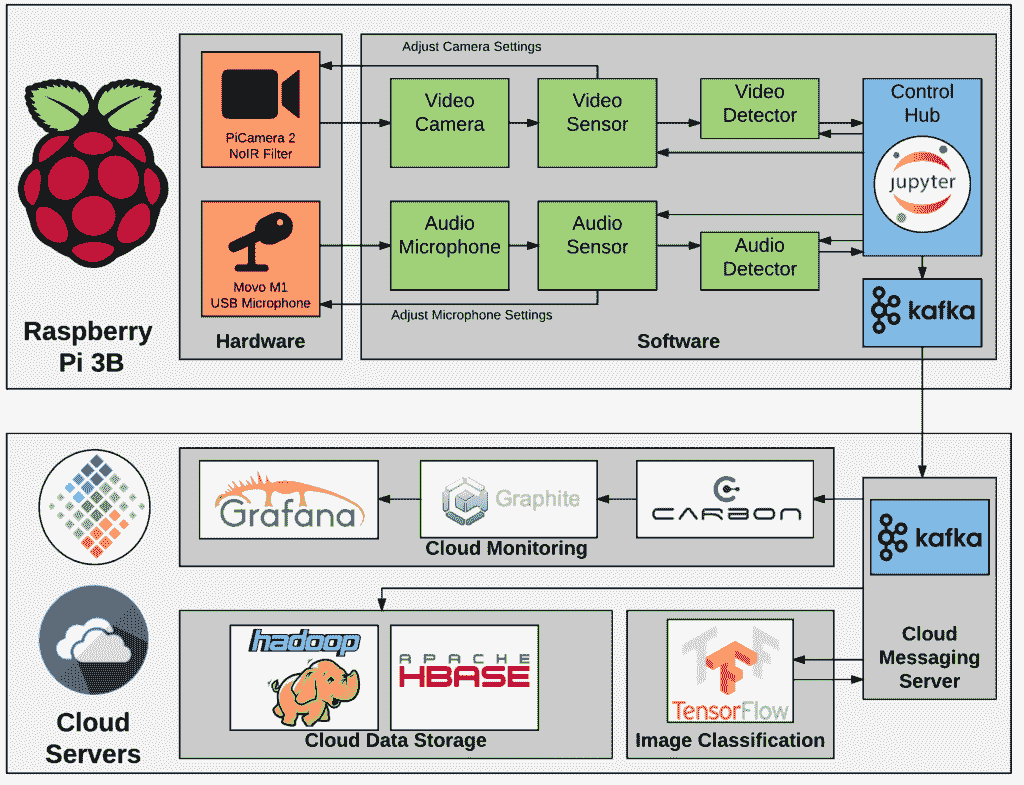 Adjust Camera Settings
PiCamera 2
NoIR Filter
Video
Camera
Video
Sensor
Video
Detector
Control
Hub
jupyter
Movo M1
USB Microphone
Audio
Microphone
Audio
Sensor
Audio
Detector
kafka
Adjust Microphone Settings
Raspberry
Pi 3B
Hardware
Software
Grafana
Graphite
CARBON
Cloud Monitoring
kafka
Cloud
Messaging
Server
Cloud
Servers
hadoop
APACHE
HBASE
Cloud Data Storage
TensorFlow
Image Classification